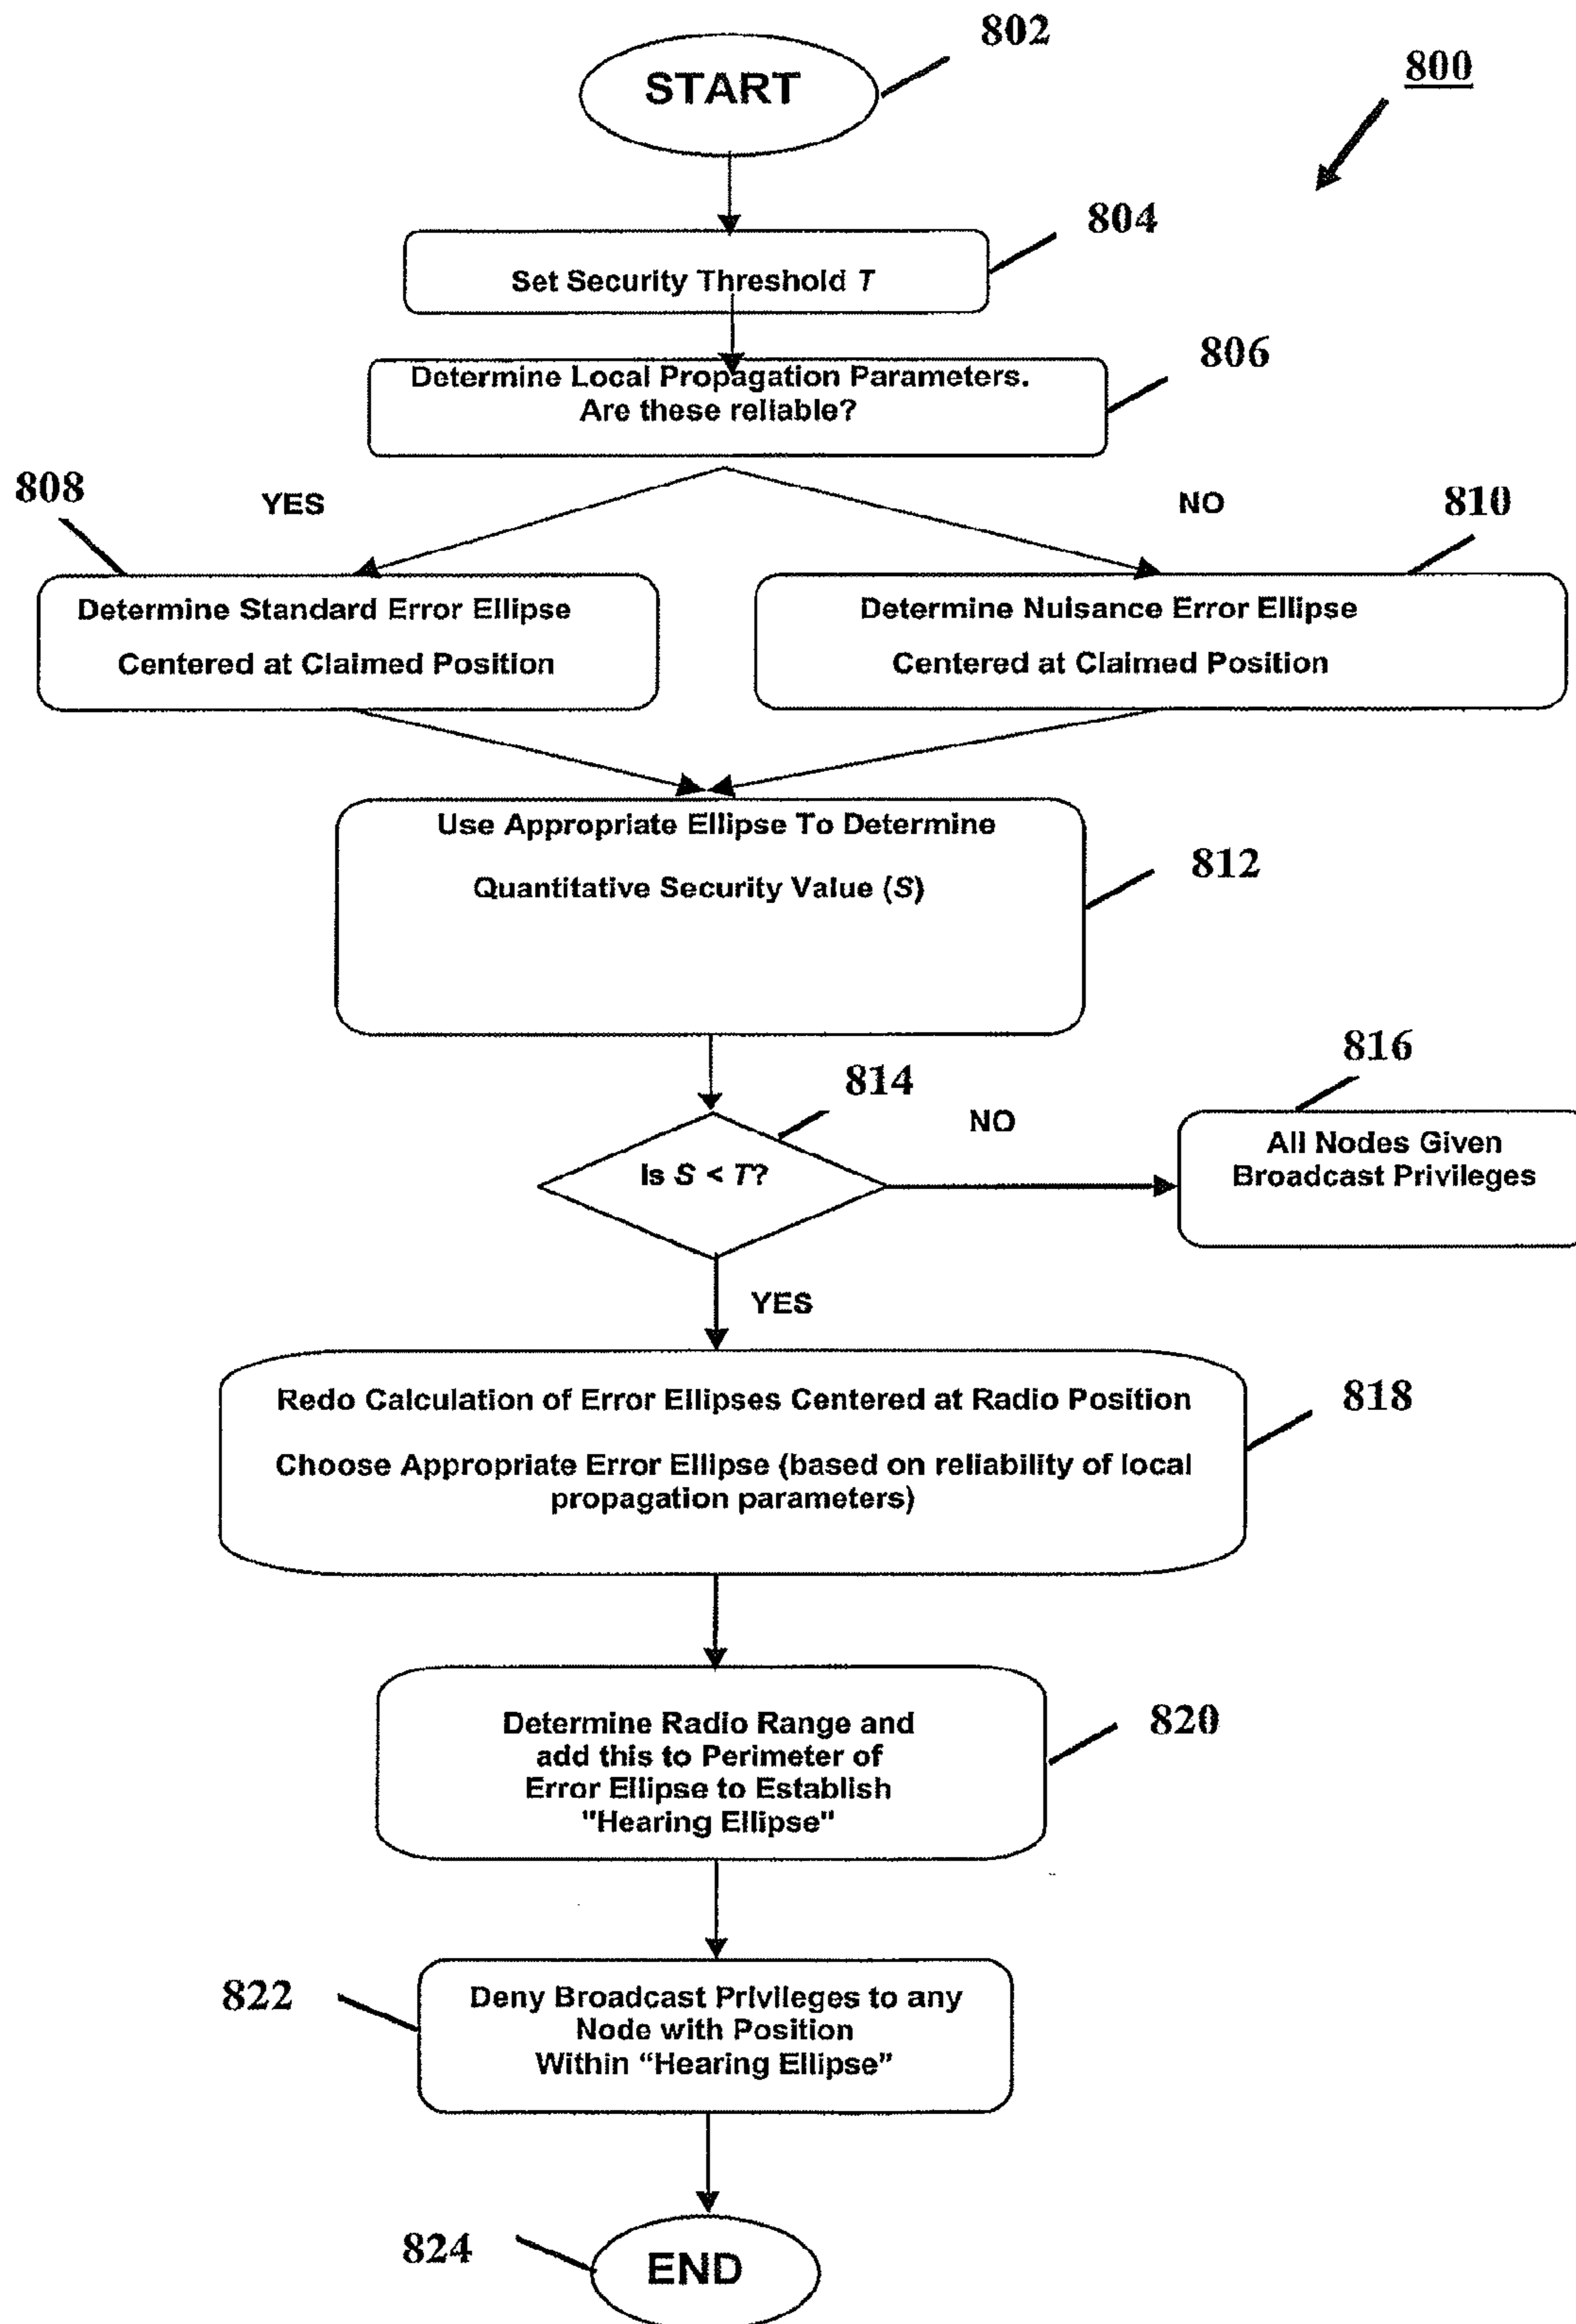 802
START
800
804
Set Security Threshold T
806
Determine Local Propagation Parameters.
Are these reliable?
808
YES
NO
810
Determine Standard Error Ellipse
Centered at Claimed Position
Determine Nuisance Error Ellipse
Centered at Claimed Position
Use Appropriate Ellipse To Determine
Quantitative Security Value (S)
812
814
Is S < T?
NO
816
All Nodes Given
Broadcast Privileges
YES
Redo Calculation of Error Ellipses Centered at Radio Position
Choose Appropriate Error Ellipse (based on reliability of local
propagation parameters)
818
Determine Radio Range and
add this to Perimeter of
Error Ellipse to Establish
"Hearing Ellipse"
820
822
Deny Broadcast Privileges to any
Node with Position
Within “Hearing Ellipse”
824
END